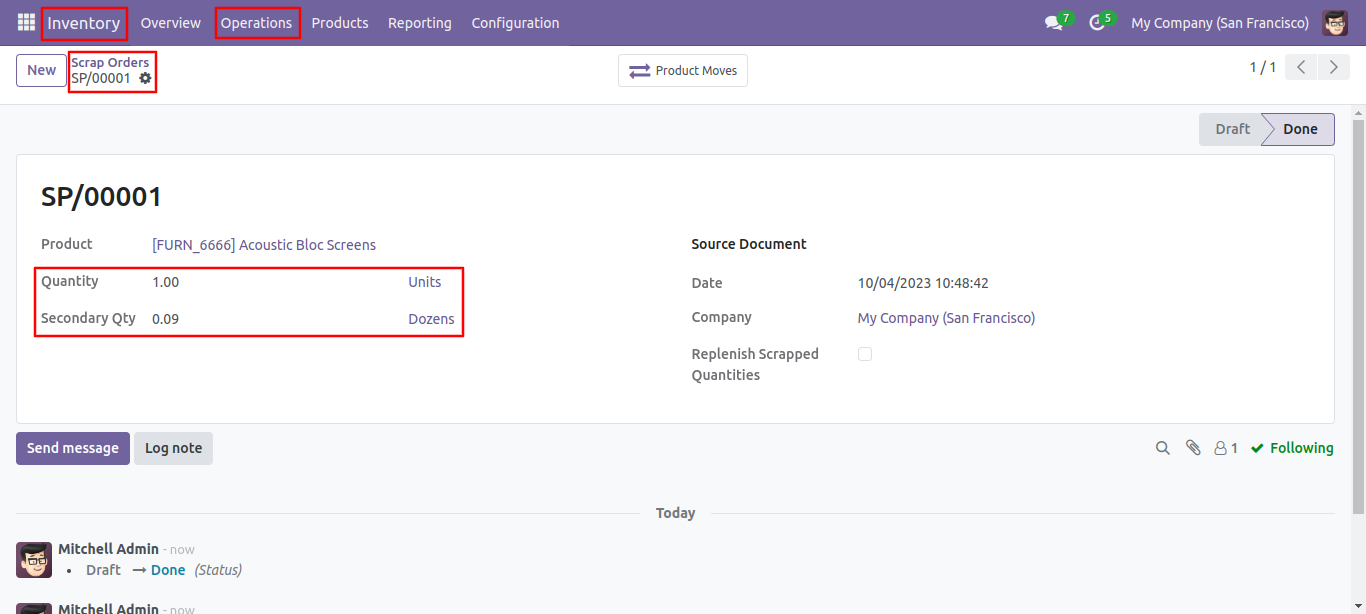 Inventory Overview Operations Products Reporting Configuration 7 5 My Company (San Francisco)
New Scrap Orders
SP/00001
Product Moves
1 / 1
Draft Done
SP/00001
Product [FURN_6666] Acoustic Bloc Screens
Quantity 1.00 Units
Secondary Qty 0.09 Dozens
Source Document
Date 10/04/2023 10:48:42
Company My Company (San Francisco)
Replenish Scrapped
Quantities
Send message Log note 1 Following
Today
Mitchell Admin - now
• Draft → Done (Status)
Mitchell Admin - now